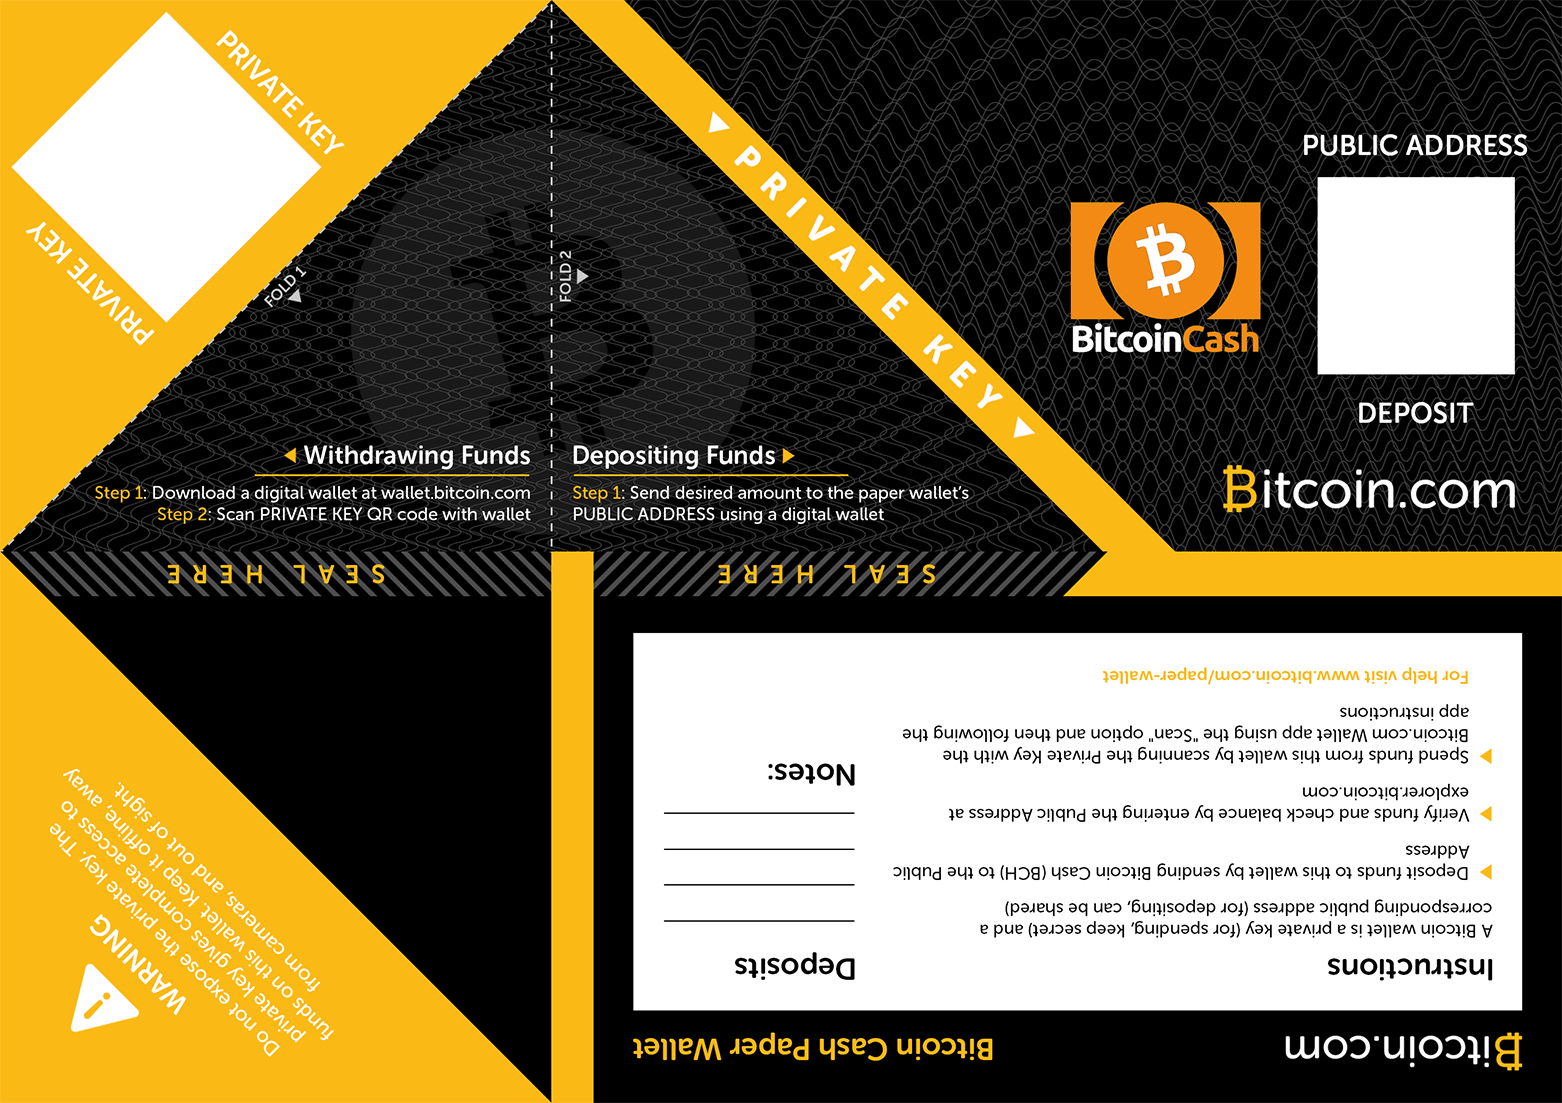 PRIVATE KEY
PRIVATE KEY
FOLD 1
FOLD 2
Withdrawing Funds
Step 1: Download a digital wallet at wallet.bitcoin.com
Step 2: Scan PRIVATE KEY QR code with wallet
Depositing Funds
Step 1: Send desired amount to the paper wallet's
PUBLIC ADDRESS using a digital wallet
PRIVATE KEY
BitcoinCash
PUBLIC ADDRESS
DEPOSIT
Bitcoin.com
SEAL HERE
SEAL HERE
WARNING
Do not expose the private key. The
private key gives complete access to
funds on this wallet. Keep it offline, away
from cameras, and out of sight.
Bitcoin.com
Bitcoin Cash Paper Wallet
Instructions
A Bitcoin wallet is a private key (for spending, keep secret) and a
corresponding public address (for depositing, can be shared)
Deposit funds to this wallet by sending Bitcoin Cash (BCH) to the Public
Address
Verify funds and check balance by entering the Public Address at
explorer.bitcoin.com
Spend funds from this wallet by scanning the Private Key with the
Bitcoin.com Wallet app using the "Scan" option and then following the
app instructions
For help visit www.bitcoin.com/paper-wallet
Deposits
Notes: